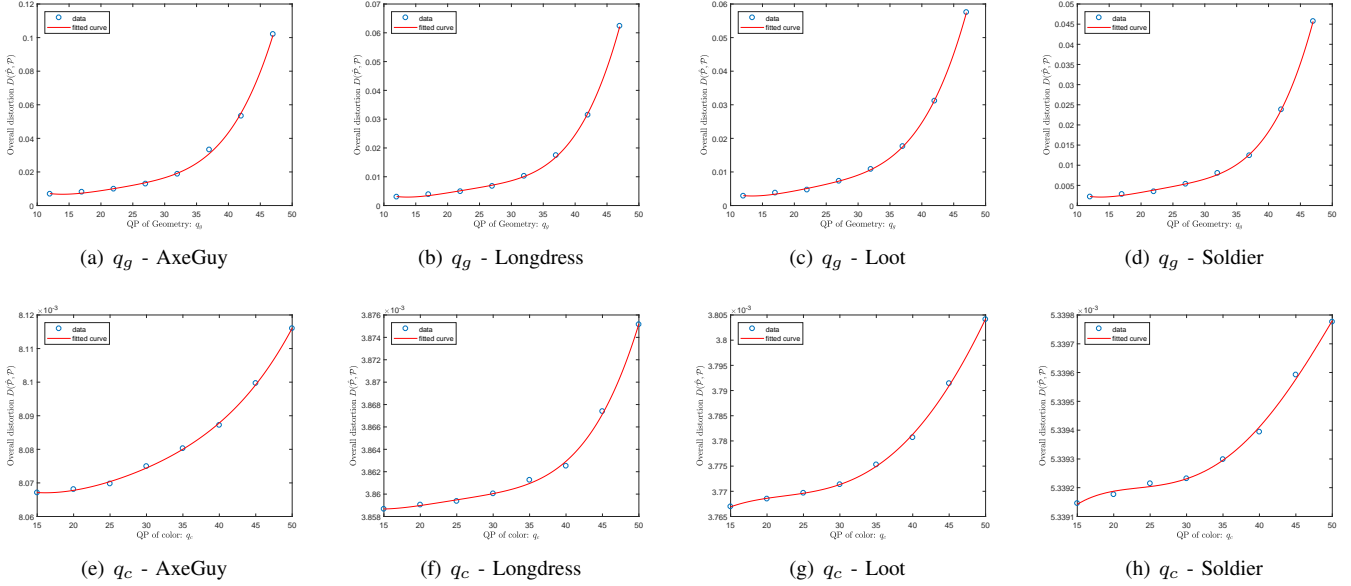 0.12
0.1
0.08
0.06
0.04
0.02
0
Overall distortion D(P̂, P)
data
fitted curve
10 15 20 25 30 35 40 45 50
QP of Geometry: q_g
(a) q_g - AxeGuy
0.07
0.06
0.05
0.04
0.03
0.02
0.01
0
Overall distortion D(P̂, P)
data
fitted curve
10 15 20 25 30 35 40 45 50
QP of Geometry: q_g
(b) q_g - Longdress
0.06
0.05
0.04
0.03
0.02
0.01
0
Overall distortion D(P̂, P)
data
fitted curve
10 15 20 25 30 35 40 45 50
QP of Geometry: q_g
(c) q_g - Loot
0.05
0.045
0.04
0.035
0.03
0.025
0.02
0.015
0.01
0.005
0
Overall distortion D(P̂, P)
data
fitted curve
10 15 20 25 30 35 40 45 50
QP of Geometry: q_g
(d) q_g - Soldier
×10⁻³
8.12
8.11
8.1
8.09
8.08
8.07
8.06
Overall distortion D(P̂, P)
data
fitted curve
15 20 25 30 35 40 45 50
QP of color: q_c
(e) q_c - AxeGuy
×10⁻³
3.876
3.874
3.872
3.87
3.868
3.866
3.864
3.862
3.86
3.858
Overall distortion D(P̂, P)
data
fitted curve
15 20 25 30 35 40 45 50
QP of color: q_c
(f) q_c - Longdress
×10⁻³
3.805
3.8
3.795
3.79
3.785
3.78
3.775
3.77
3.765
Overall distortion D(P̂, P)
data
fitted curve
15 20 25 30 35 40 45 50
QP of color: q_c
(g) q_c - Loot
×10⁻³
5.3398
5.3397
5.3396
5.3395
5.3394
5.3393
5.3392
5.3391
Overall distortion D(P̂, P)
data
fitted curve
15 20 25 30 35 40 45 50
QP of color: q_c
(h) q_c - Soldier